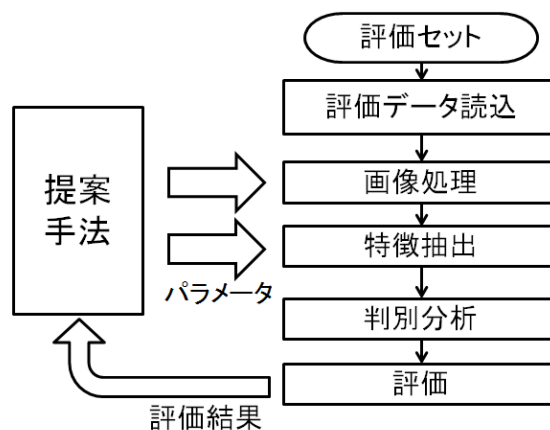 評価セット
評価データ読込
提案
手法
画像処理
特徴抽出
パラメータ
判別分析
評価
評価結果